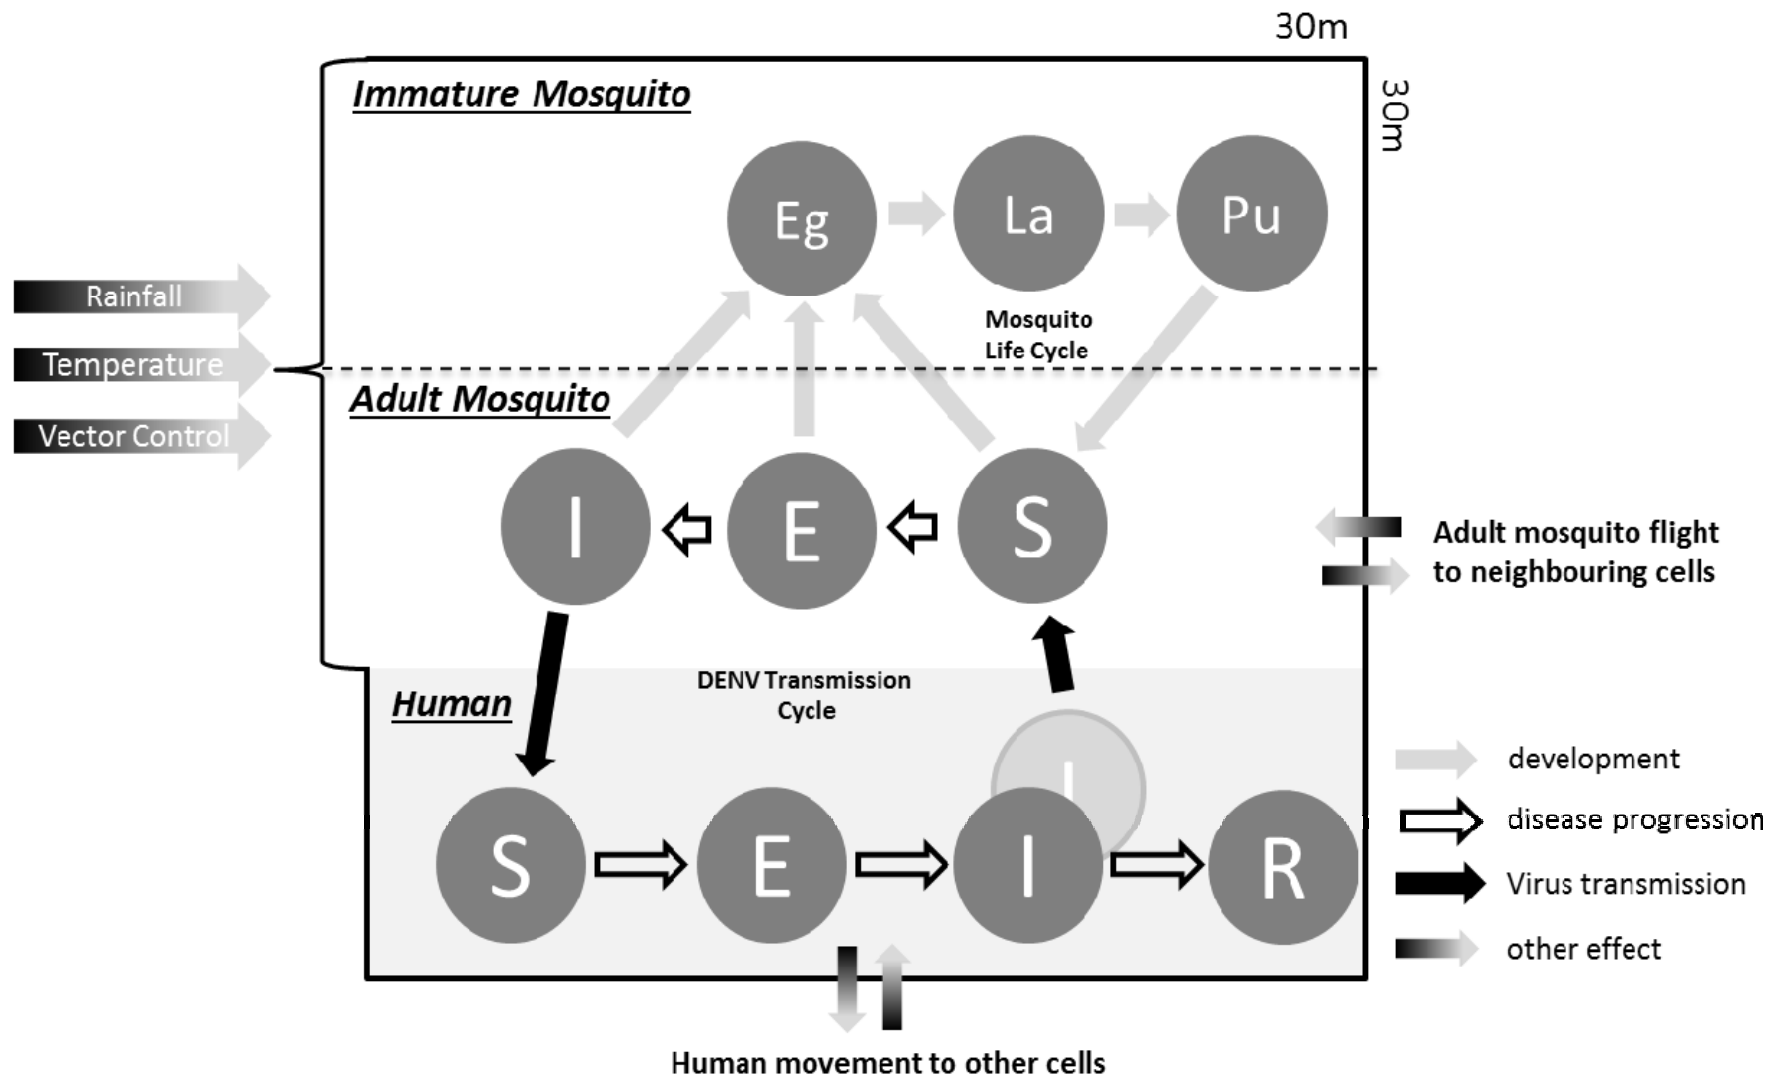 30m
30m
Immature Mosquito
Eg
La
Pu
Rainfall
Temperature
Vector Control
Mosquito
Life Cycle
Adult Mosquito
I
E
S
Adult mosquito flight
to neighbouring cells
DENV Transmission
Cycle
Human
I
S
E
I
R
development
disease progression
Virus transmission
other effect
Human movement to other cells